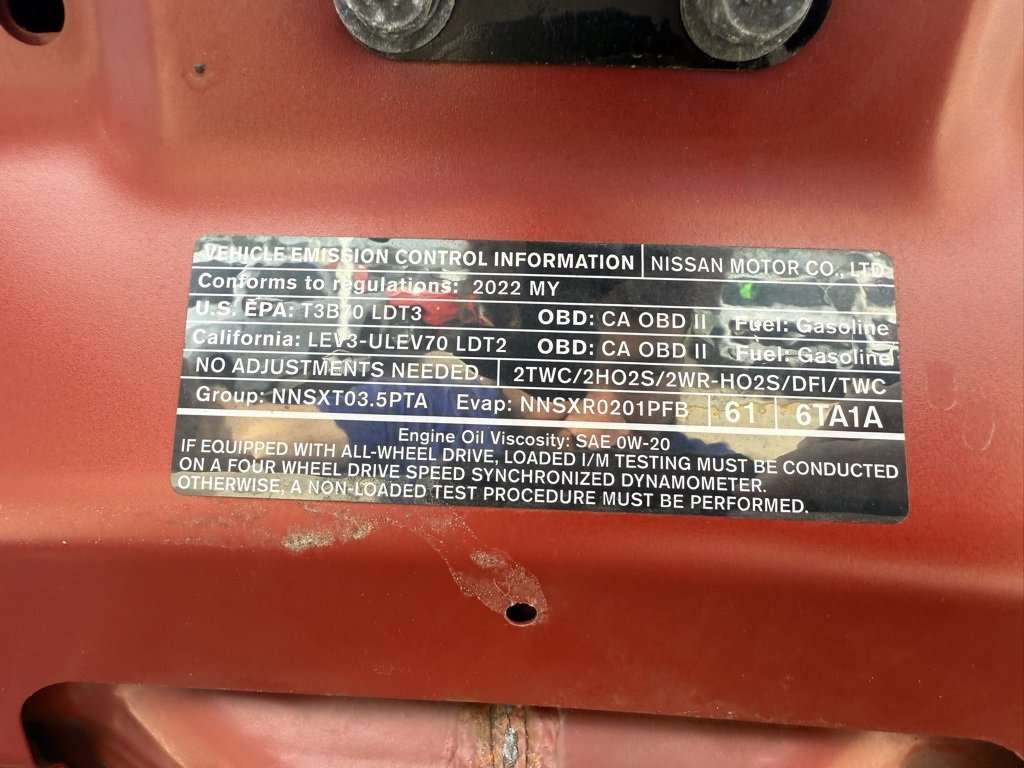 VEHICLE EMISSION CONTROL INFORMATION NISSAN MOTOR CO., LTD.
Conforms to regulations: 2022 MY
U.S. EPA: T3B70 LDT3 OBD: CA OBD II Fuel: Gasoline
California: LEV3-ULEV70 LDT2 OBD: CA OBD II Fuel: Gasoline
NO ADJUSTMENTS NEEDED. 2TWC/2HO2S/2WR-HO2S/DFI/TWC
Group: NNSXT03.5PTA Evap: NNSXR0201PFB 61 6TA1A
Engine Oil Viscosity: SAE 0W-20
IF EQUIPPED WITH ALL-WHEEL DRIVE, LOADED I/M TESTING MUST BE CONDUCTED
ON A FOUR WHEEL DRIVE SPEED SYNCHRONIZED DYNAMOMETER.
OTHERWISE, A NON-LOADED TEST PROCEDURE MUST BE PERFORMED.